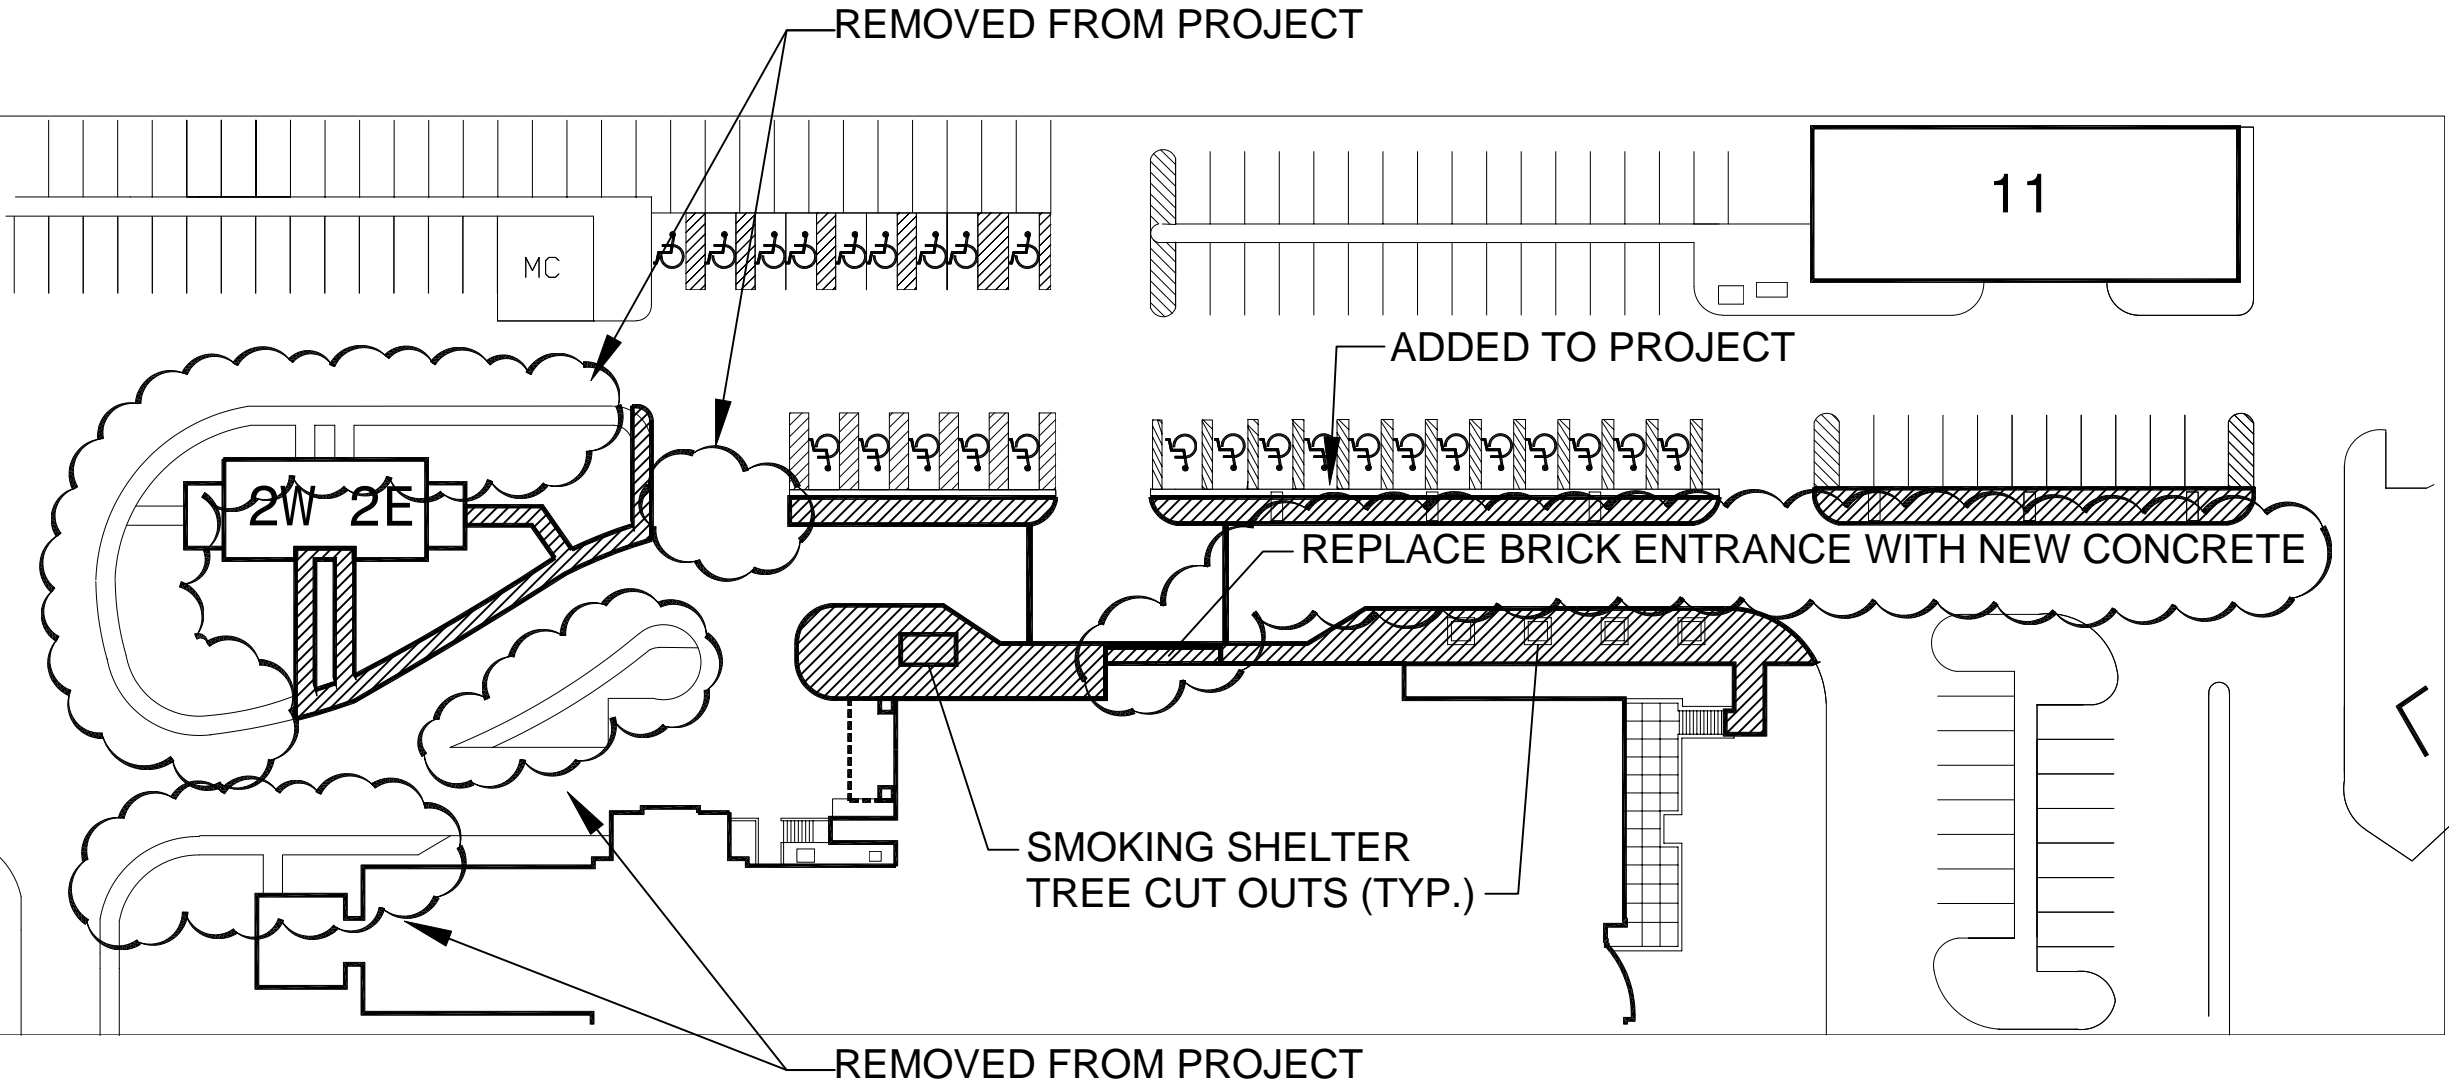 REMOVED FROM PROJECT
11
MC
ADDED TO PROJECT
2W 2E
REPLACE BRICK ENTRANCE WITH NEW CONCRETE
SMOKING SHELTER
TREE CUT OUTS (TYP.)
REMOVED FROM PROJECT